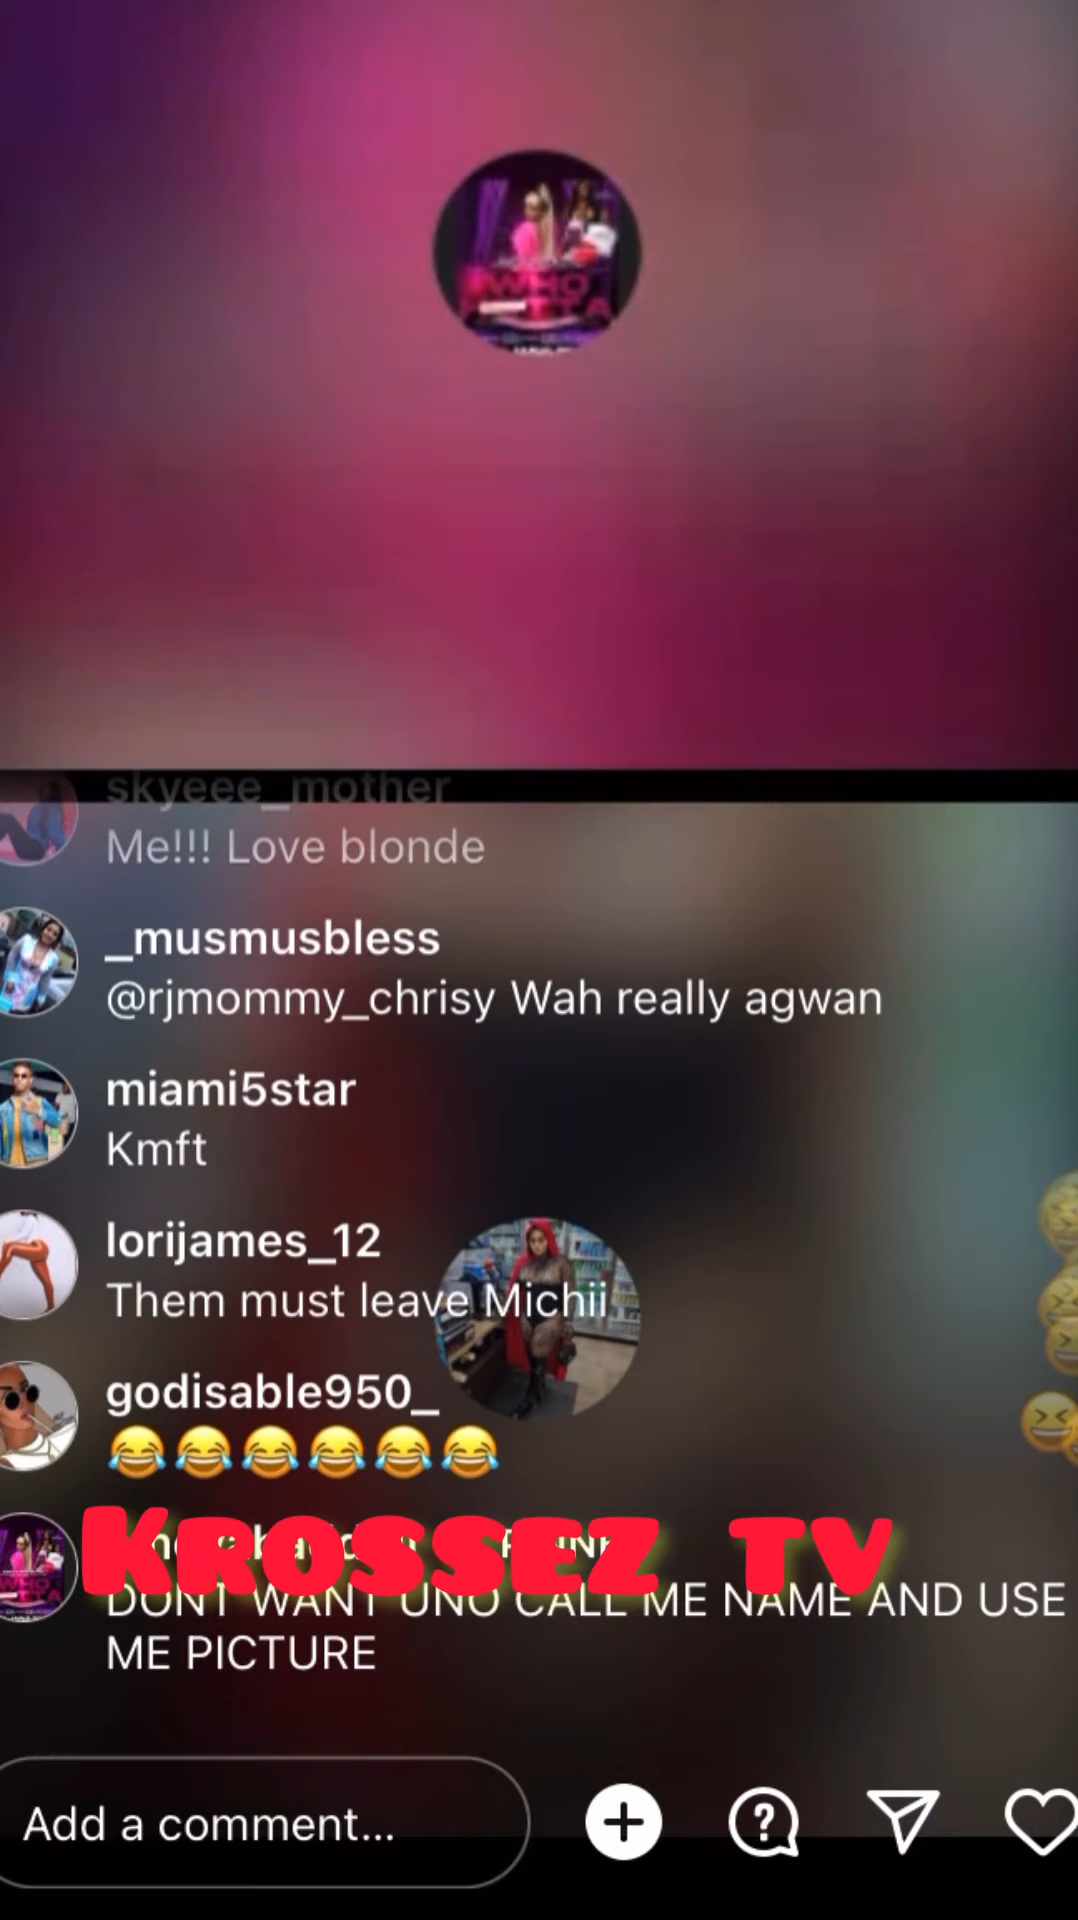 WHO
skyeee_mother
Me!!! Love blonde
_musmusbless
@rjmommy_chrisy Wah really agwan
miami5star
Kmft
lorijames_12
Them must leave Michii
godisable950_
😂😂😂😂😂😂
KROSSEZ TV
DONT WANT UNO CALL ME NAME AND USE
ME PICTURE
Add a comment...